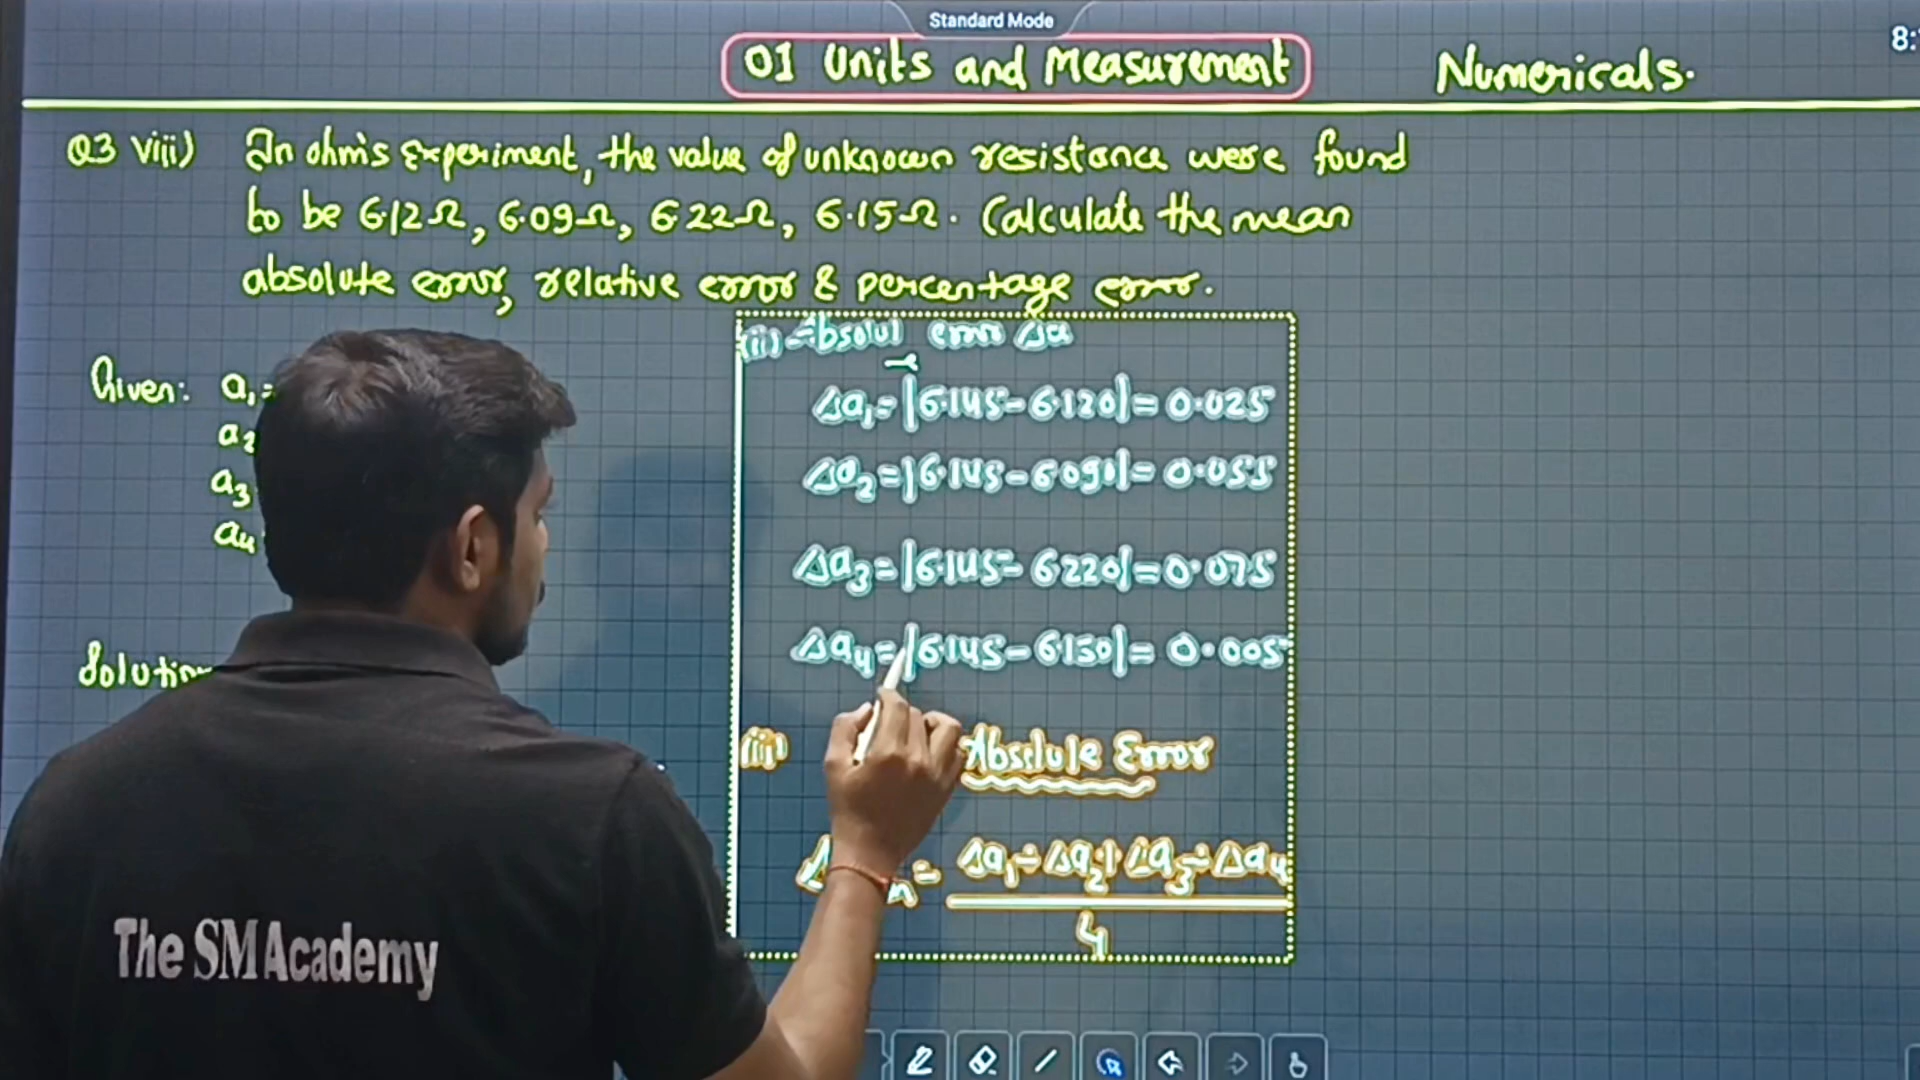 Standard Mode
8:
01 Units and Measurement
Numericals.
Q3 viii) In ohm's Experiment, the value of unknown resistance were found
to be 6.12Ω, 6.09Ω, 6.22Ω, 6.15Ω. Calculate the mean
absolute error, relative error & percentage error.
(ii) Absolut error Δa
Given: a₁=
a₂
a₃
a₄
Δa₁=|6.145-6.120|= 0.025
Δa₂=|6.145-6.090|= 0.055
Δa₃=|6.145-6.220|=0.075
Δa₄=|6.145-6.150|= 0.005
Solution
(iii) Absolute Error
Δa₁+Δa₂+Δa₃+Δa₄
4
The SM Academy